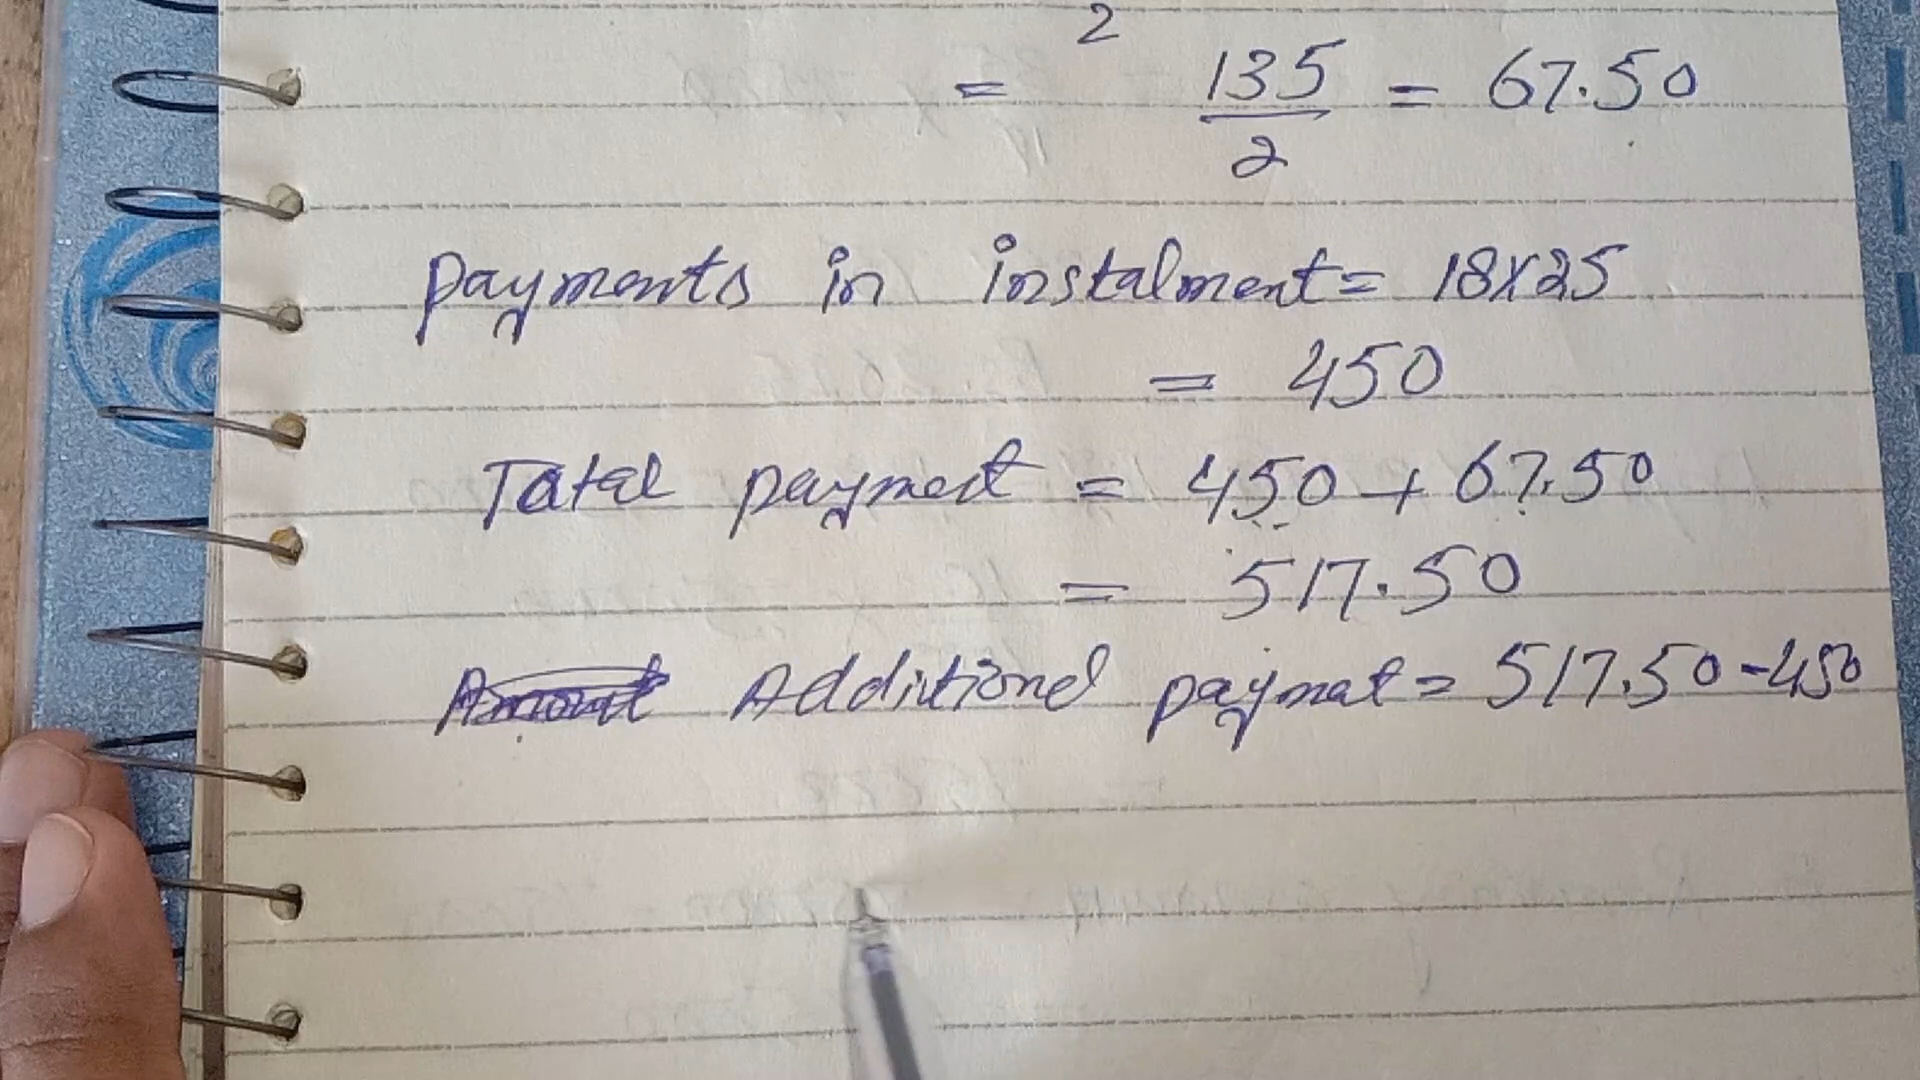 2
= 135/2 = 67.50
payments in instalment = 18x25
= 450
Total payment = 450 + 67.50
= 517.50
Amount Additional paymat = 517.50 - 450